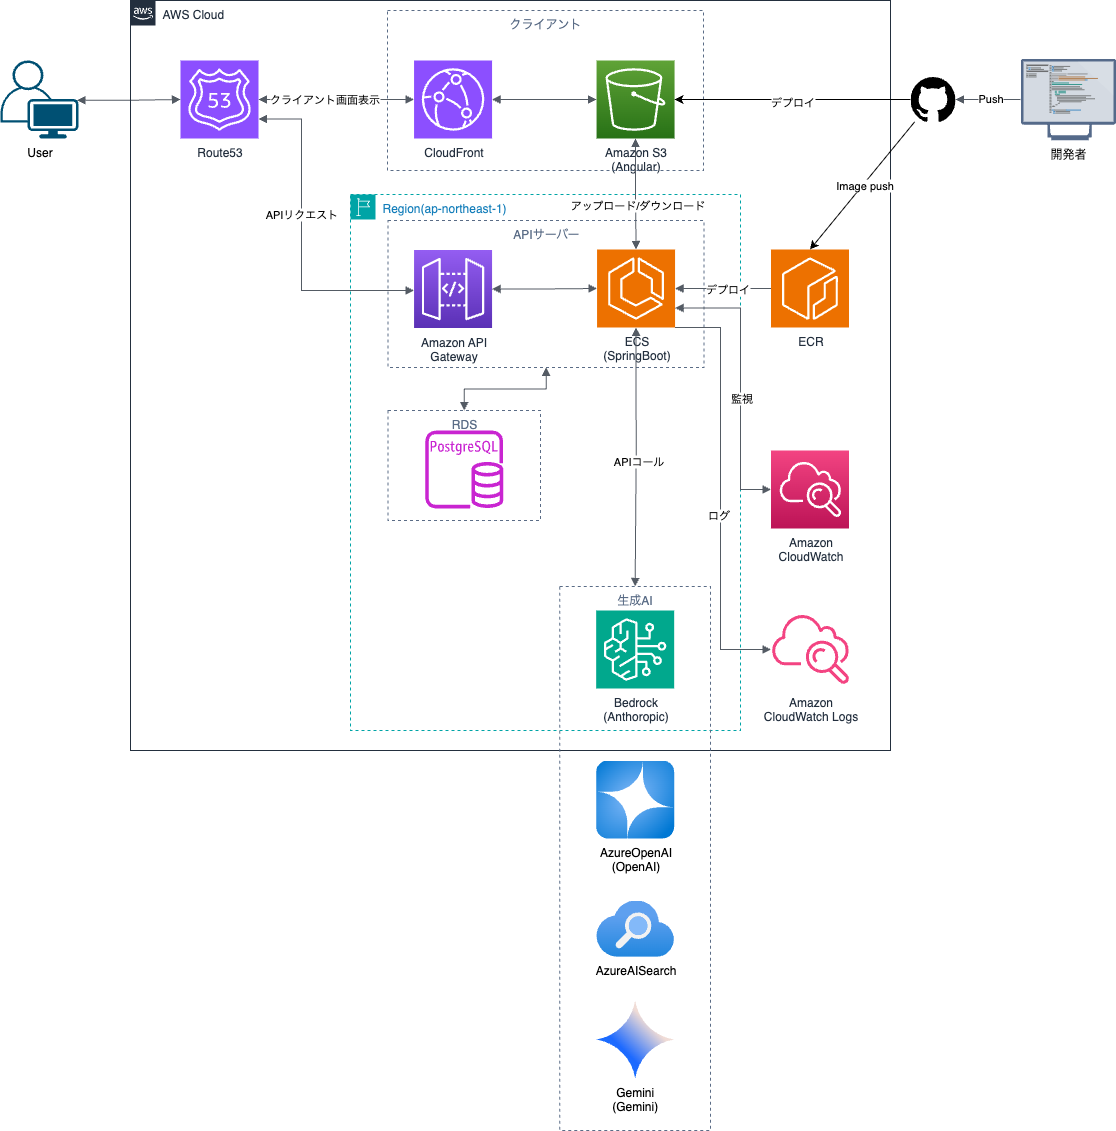 aws
AWS Cloud
クライアント
53
クライアント画面表示
デプロイ
Push
User
Route53
CloudFront
Amazon S3
(Angular)
開発者
Image push
APIリクエスト
Region(ap-northeast-1)
アップロード/ダウンロード
APIサーバー
</>
デプロイ
Amazon API
Gateway
ECS
(SpringBoot)
ECR
監視
RDS
PostgreSQL
APIコール
ログ
Amazon
CloudWatch
生成AI
Bedrock
(Anthoropic)
Amazon
CloudWatch Logs
AzureOpenAI
(OpenAI)
AzureAISearch
Gemini
(Gemini)